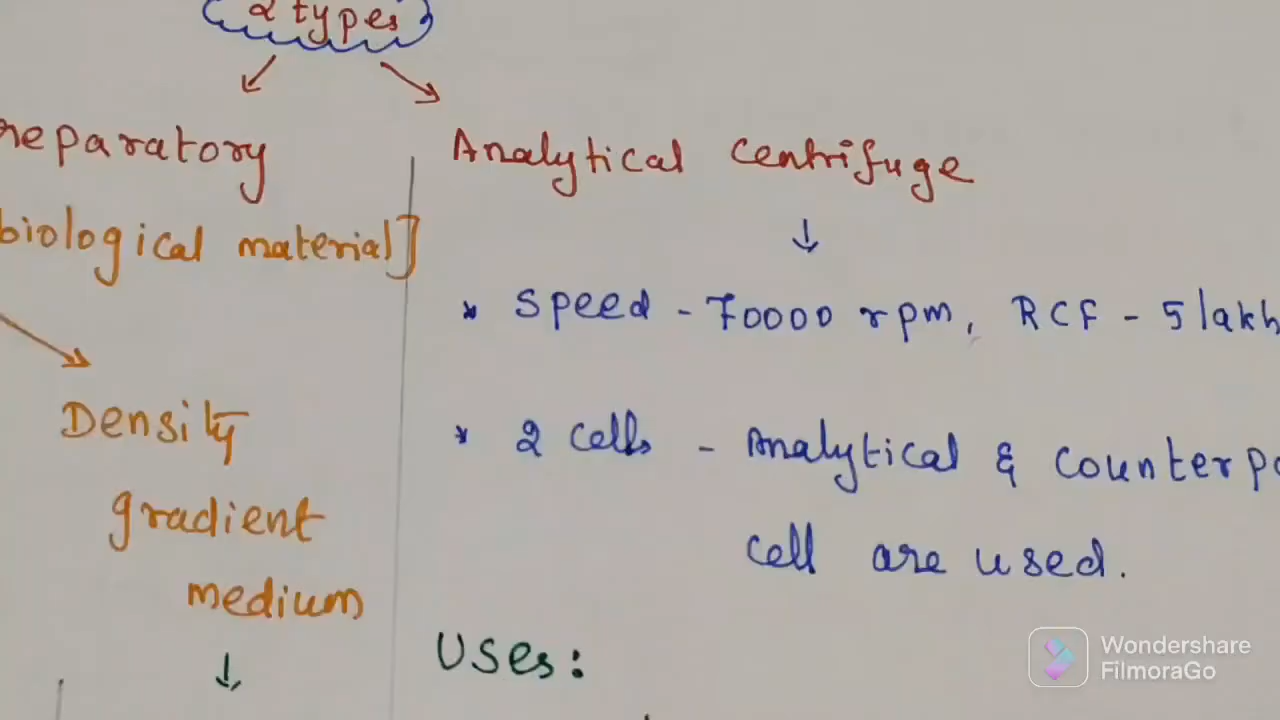 2 types
reparatory
Analytical centrifuge
biological material]
* speed - 70000 rpm, RCF - 5 lakh
Density
gradient
medium
* 2 cells - Analytical & counterpo
cell are used.
Uses:
Wondershare
FilmoraGo